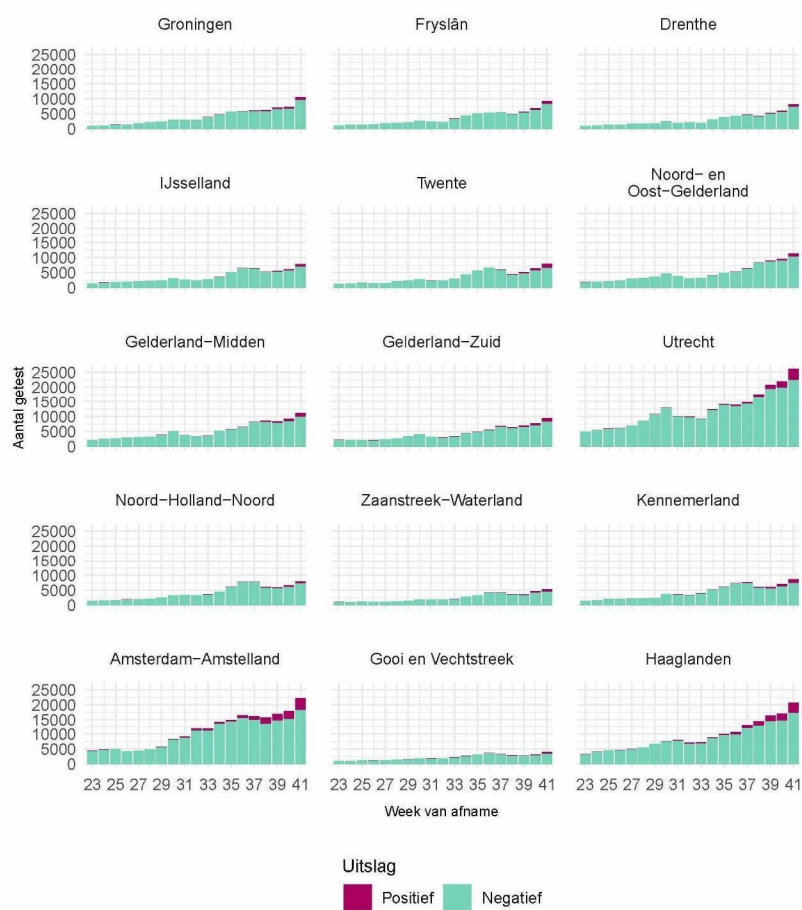 Groningen
Fryslân
Drenthe
25000
20000
15000
10000
5000
0
IJsselland
Twente
Noord- en
Oost-Gelderland
25000
20000
15000
10000
5000
0
Gelderland-Midden
Gelderland-Zuid
Utrecht
25000
20000
15000
10000
5000
0
Aantal getest
Noord-Holland-Noord
Zaanstreek-Waterland
Kennemerland
25000
20000
15000
10000
5000
0
Amsterdam-Amstelland
Gooi en Vechtstreek
Haaglanden
25000
20000
15000
10000
5000
0
23 25 27 29 31 33 35 37 39 41
23 25 27 29 31 33 35 37 39 41
23 25 27 29 31 33 35 37 39 41
Week van afname
Uitslag
Positief
Negatief